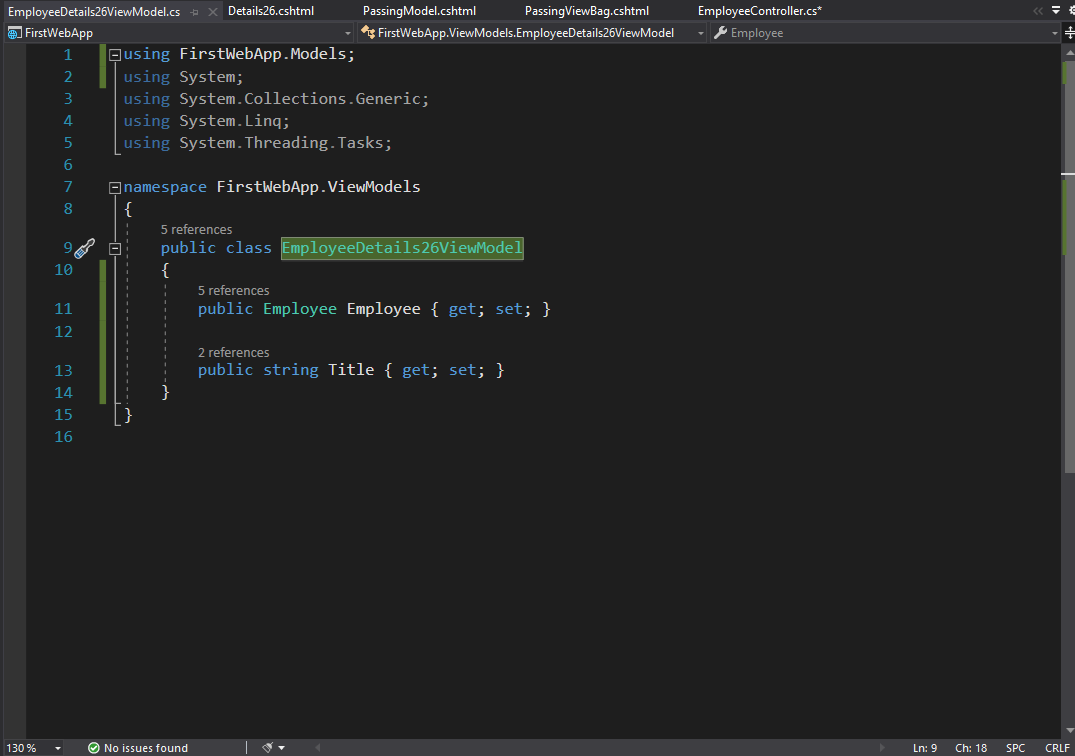 EmployeeDetails26ViewModel.cs Details26.cshtml PassingModel.cshtml PassingViewBag.cshtml EmployeeController.cs*
FirstWebApp FirstWebApp.ViewModels.EmployeeDetails26ViewModel Employee
1 using FirstWebApp.Models;
2 using System;
3 using System.Collections.Generic;
4 using System.Linq;
5 using System.Threading.Tasks;
6
7 namespace FirstWebApp.ViewModels
8 {
5 references
9 public class EmployeeDetails26ViewModel
10 {
5 references
11 public Employee Employee { get; set; }
12
2 references
13 public string Title { get; set; }
14 }
15 }
16
130 % No issues found Ln: 9 Ch: 18 SPC CRLF